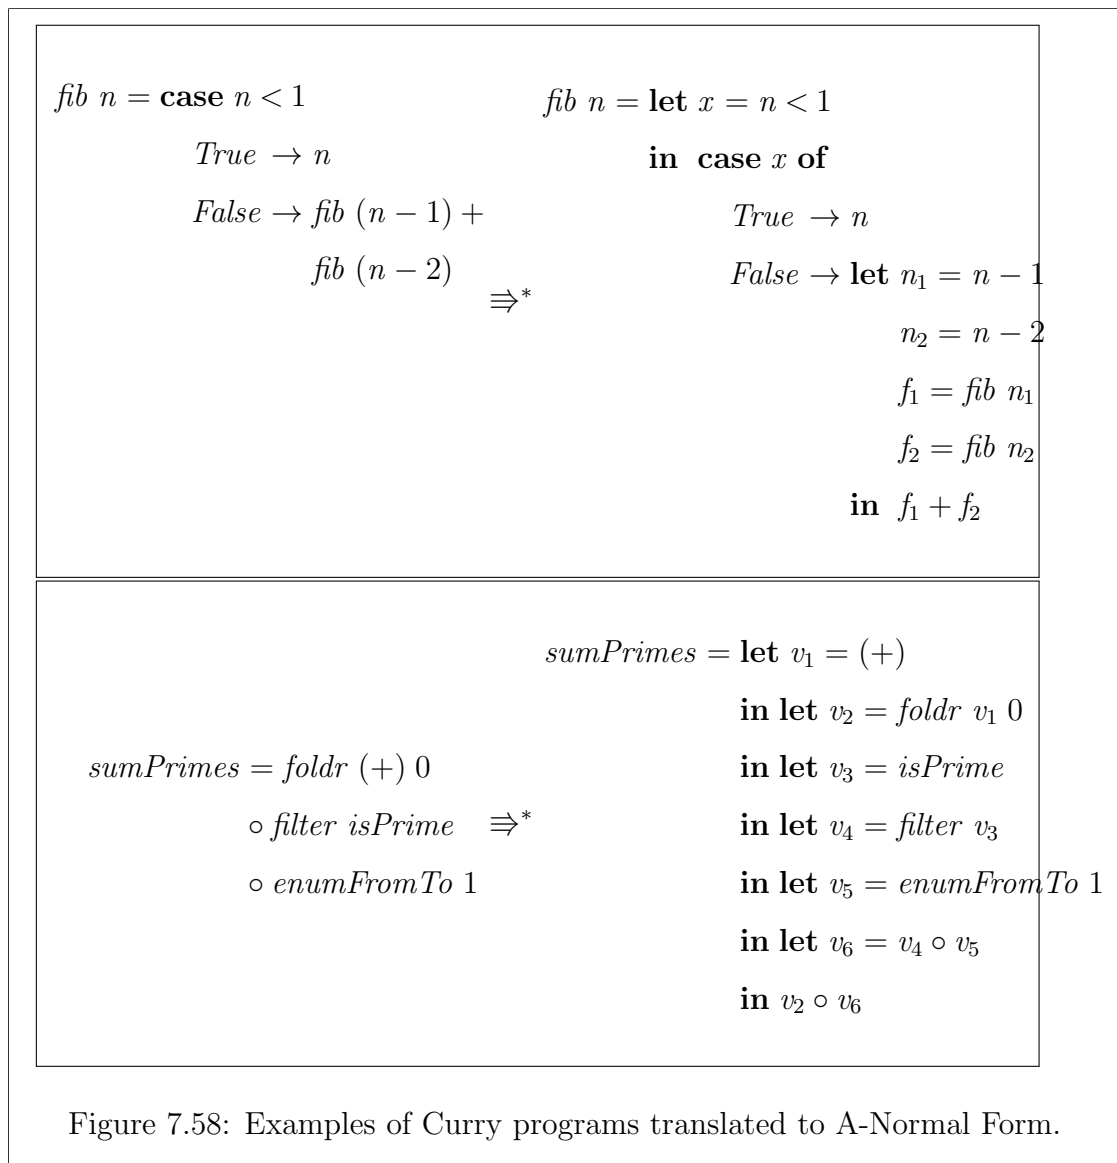 fib n = case n < 1
True → n
False → fib (n − 1) +
fib (n − 2)
⇛*
fib n = let x = n < 1
in case x of
True → n
False → let n₁ = n − 1
n₂ = n − 2
f₁ = fib n₁
f₂ = fib n₂
in f₁ + f₂
sumPrimes = foldr (+) 0
∘ filter isPrime
∘ enumFromTo 1
⇛*
sumPrimes = let v₁ = (+)
in let v₂ = foldr v₁ 0
in let v₃ = isPrime
in let v₄ = filter v₃
in let v₅ = enumFromTo 1
in let v₆ = v₄ ∘ v₅
in v₂ ∘ v₆
Figure 7.58: Examples of Curry programs translated to A-Normal Form.